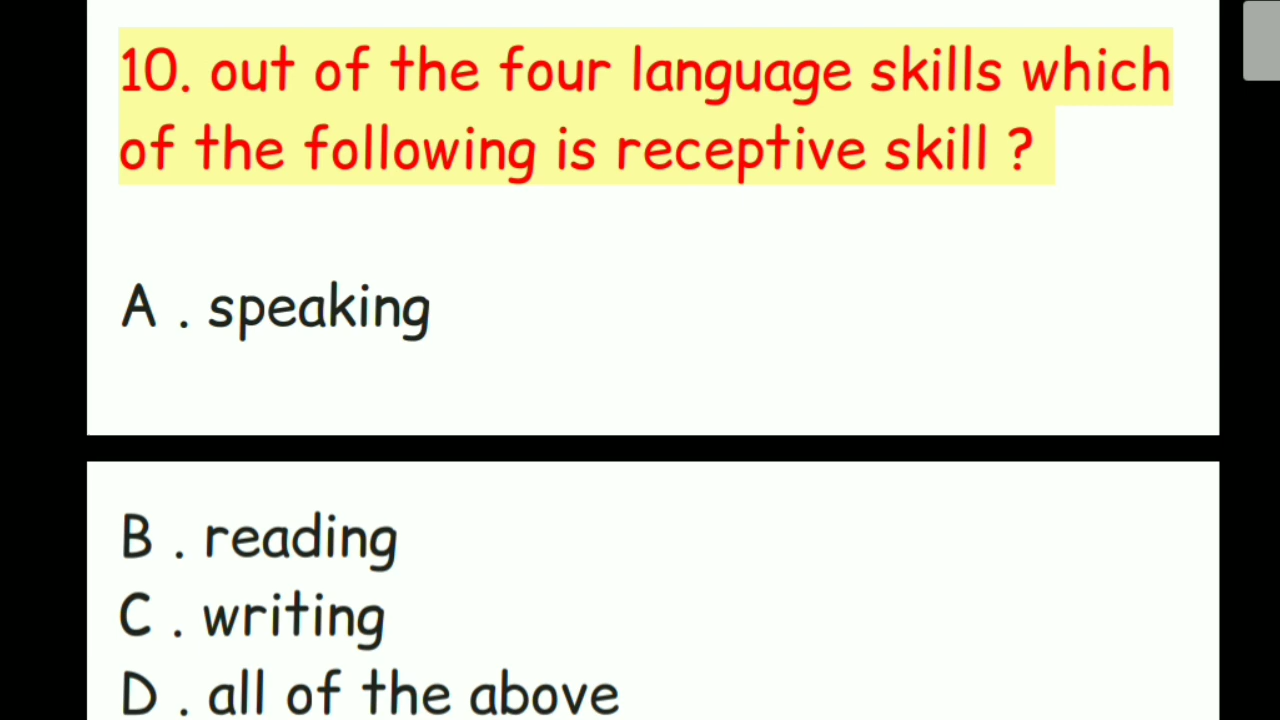 10. out of the four language skills which
of the following is receptive skill ?
A . speaking
B . reading
C . writing
D . all of the above